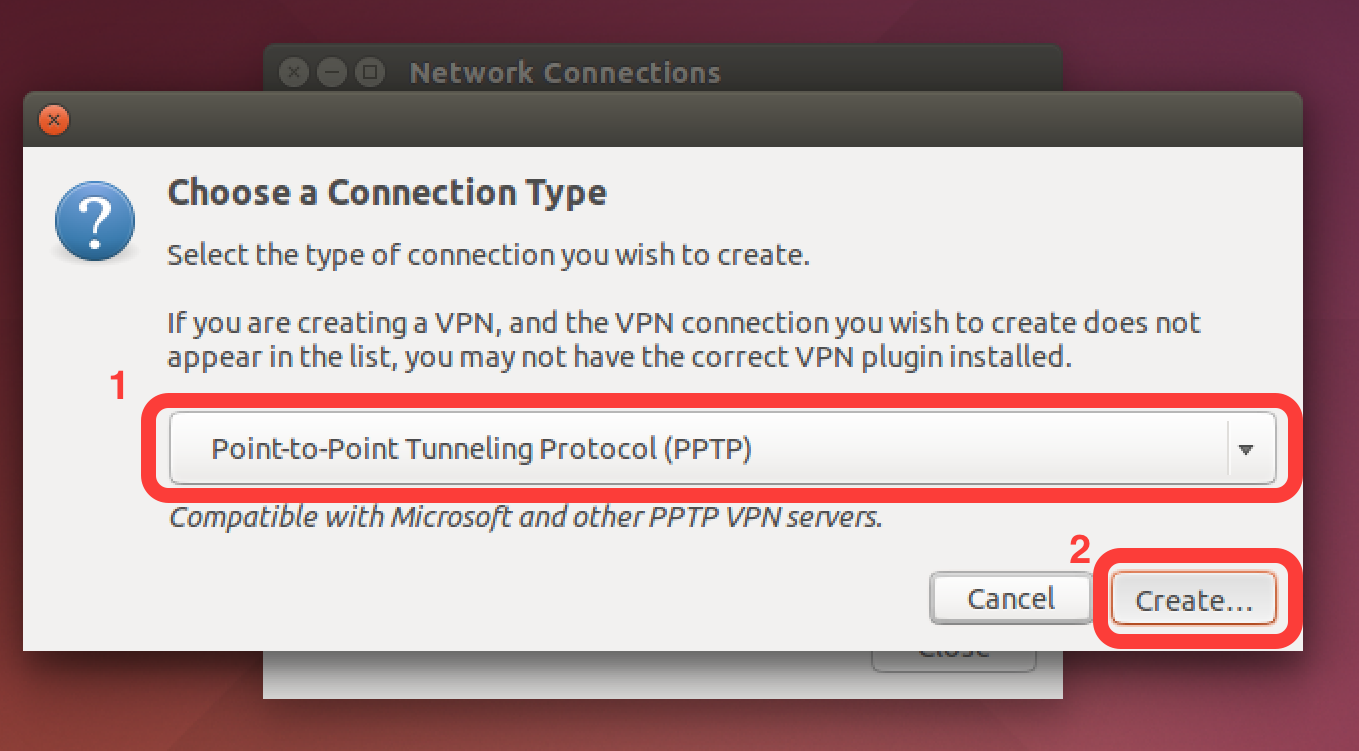 Network Connections
Choose a Connection Type
Select the type of connection you wish to create.
If you are creating a VPN, and the VPN connection you wish to create does not
appear in the list, you may not have the correct VPN plugin installed.
1
Point-to-Point Tunneling Protocol (PPTP)
Compatible with Microsoft and other PPTP VPN servers.
2
Cancel
Create...